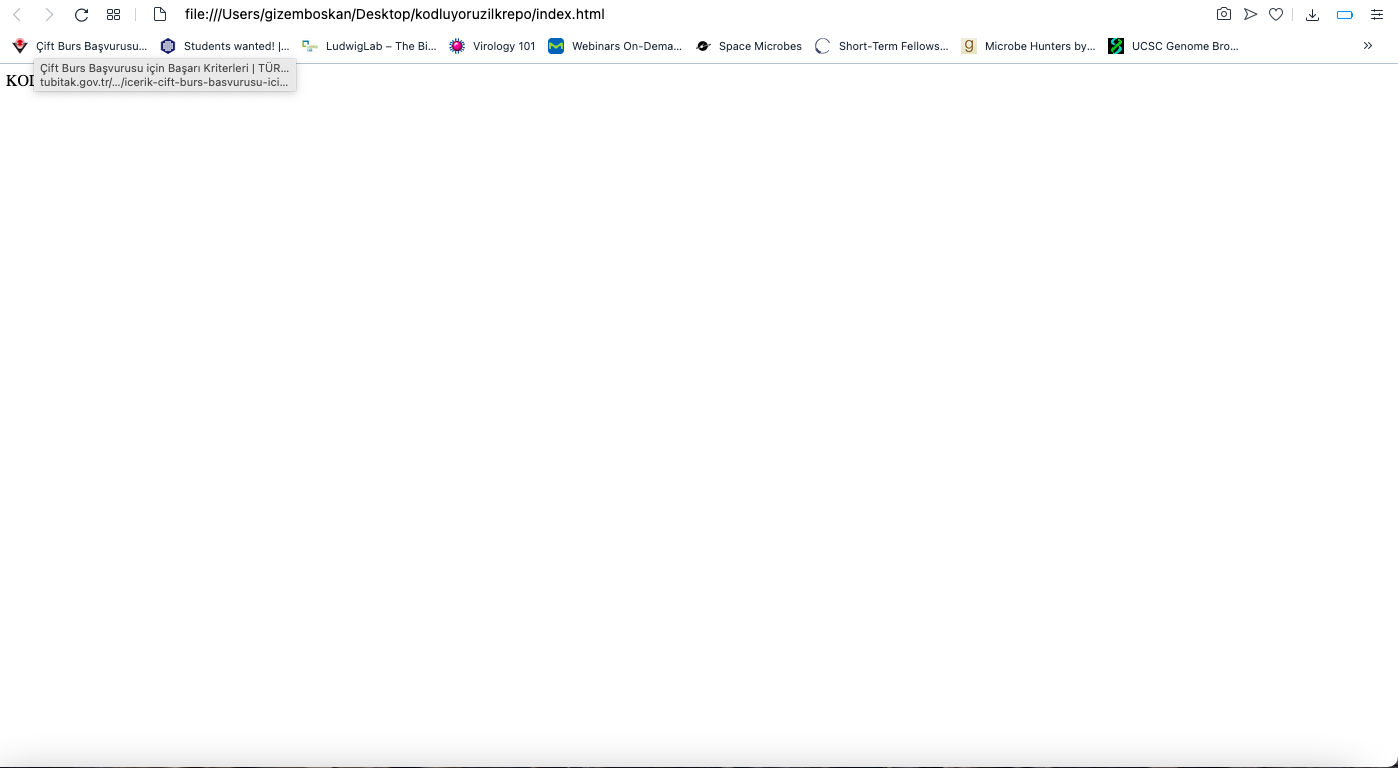 file:///Users/gizemboskan/Desktop/kodluyoruzilkrepo/index.html
Çift Burs Başvurusu... Students wanted! |... LudwigLab – The Bi... Virology 101 Webinars On-Dema... Space Microbes Short-Term Fellows... g Microbe Hunters by... UCSC Genome Bro... »
Çift Burs Başvurusu için Başarı Kriterleri | TÜR...
tubitak.gov.tr/.../icerik-cift-burs-basvurusu-ici...